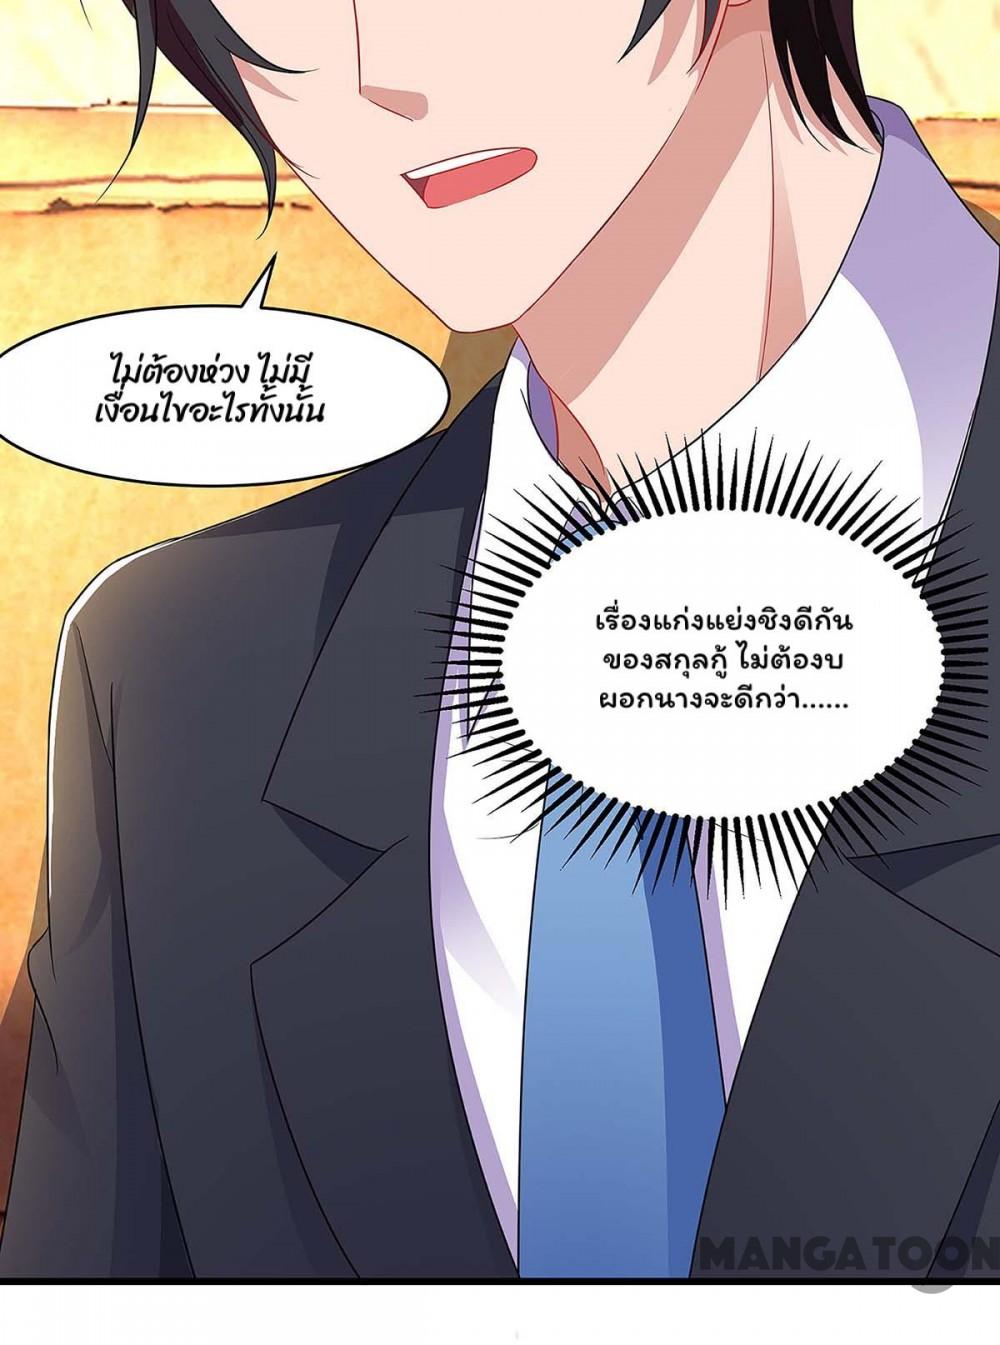 ไม่ต้องห่วง ไม่มี
เงื่อนไขอะไรทั้งนั้น
เรื่องแก่งแย่งชิงดีกัน
ของสกุลกู้ ไม่ต้องบ
ผอกนางจะดีกว่า......
MANGATOON